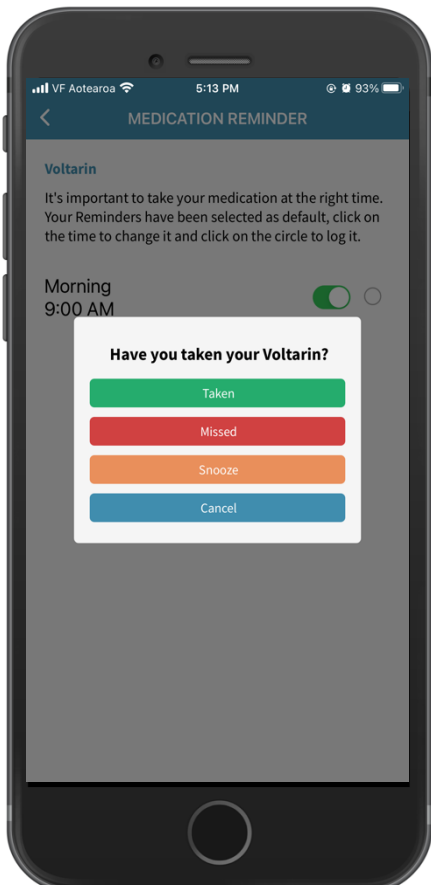 VF Aotearoa 5:13 PM 93%
MEDICATION REMINDER
Voltarin
It's important to take your medication at the right time.
Your Reminders have been selected as default, click on
the time to change it and click on the circle to log it.
Morning
9:00 AM
Have you taken your Voltarin?
Taken
Missed
Snooze
Cancel